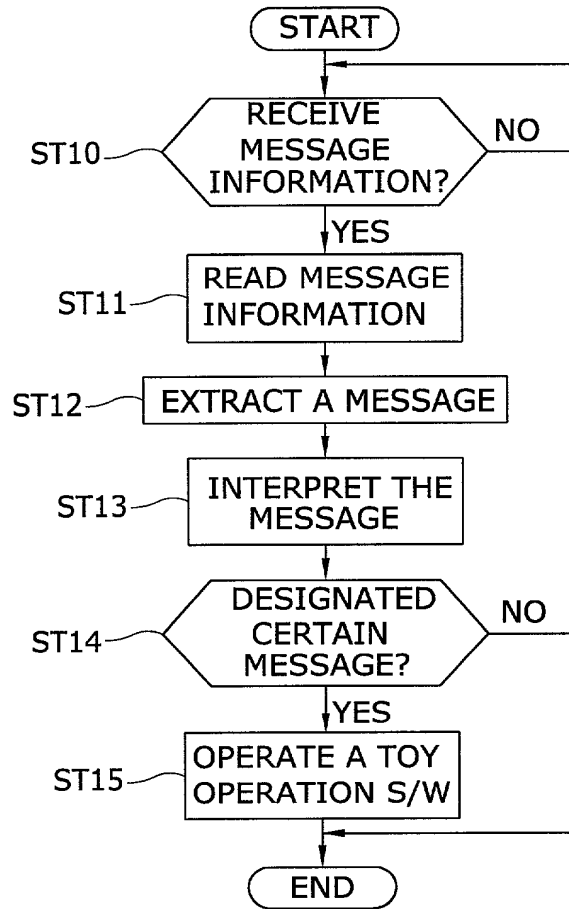 START
RECEIVE
MESSAGE
INFORMATION?
NO
ST10
YES
READ MESSAGE
INFORMATION
ST11
ST12
EXTRACT A MESSAGE
INTERPRET THE
MESSAGE
ST13
DESIGNATED
CERTAIN
MESSAGE?
NO
ST14
YES
OPERATE A TOY
OPERATION S/W
ST15
END